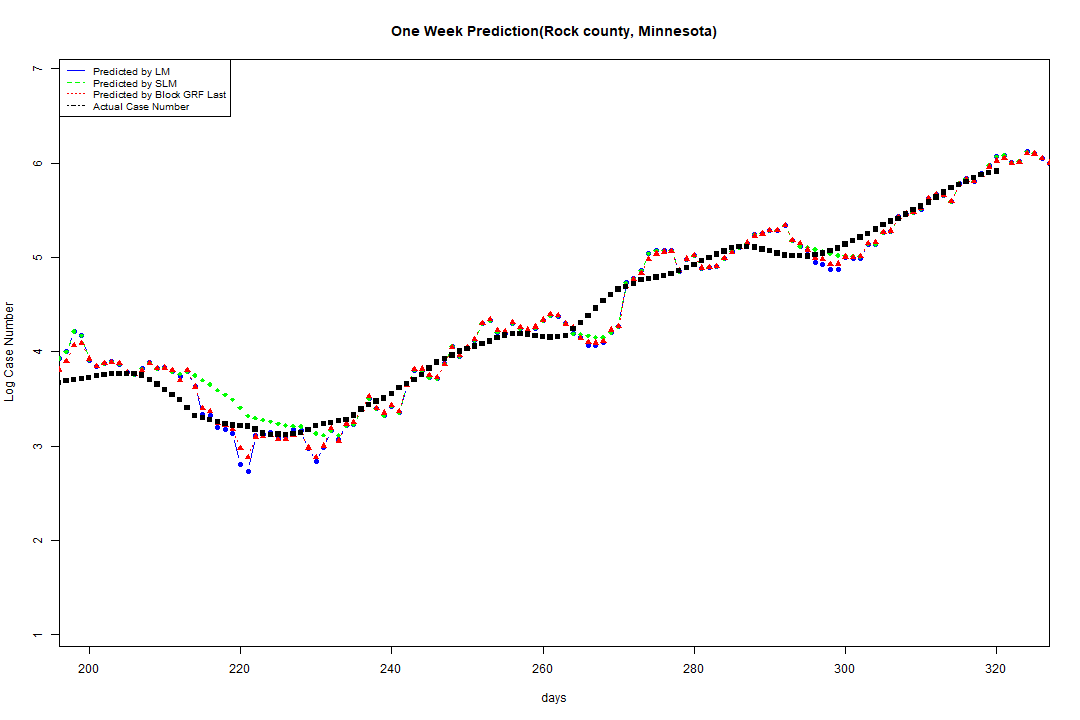 One Week Prediction(Rock county, Minnesota)
Predicted by LM
Predicted by SLM
Predicted by Block GRF Last
Actual Case Number
7
6
5
4
3
2
1
Log Case Number
200 220 240 260 280 300 320
days